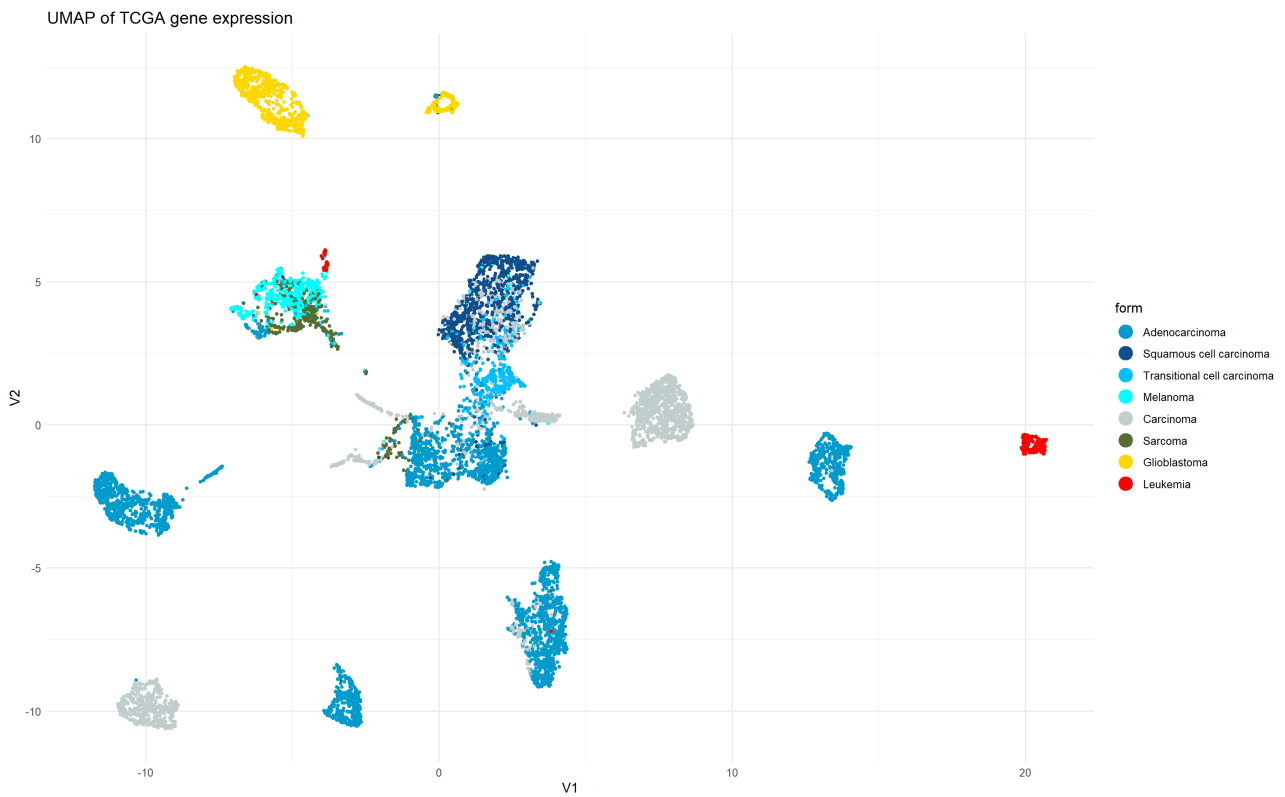 UMAP of TCGA gene expression
10
5
0
-5
-10
V2
-10
0
10
20
V1
form
Adenocarcinoma
Squamous cell carcinoma
Transitional cell carcinoma
Melanoma
Carcinoma
Sarcoma
Glioblastoma
Leukemia